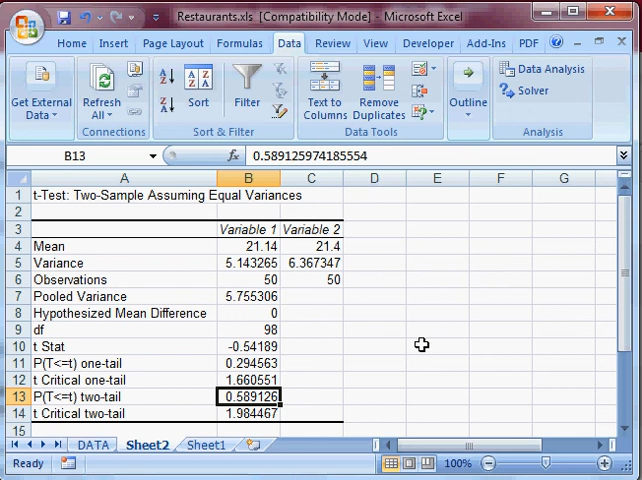 Restaurants.xls [Compatibility Mode] - Microsoft Excel
Home Insert Page Layout Formulas Data Review View Developer Add-Ins PDF
Get External Data
Refresh All
Connections
A Z Z A Sort Filter
Sort & Filter
Text to Columns Remove Duplicates
Data Tools
Outline
Data Analysis
Solver
Analysis
B13 fx 0.589125974185554
A B C D E F G
1 t-Test: Two-Sample Assuming Equal Variances
2
3 Variable 1 Variable 2
4 Mean 21.14 21.4
5 Variance 5.143265 6.367347
6 Observations 50 50
7 Pooled Variance 5.755306
8 Hypothesized Mean Difference 0
9 df 98
10 t Stat -0.54189
11 P(T<=t) one-tail 0.294563
12 t Critical one-tail 1.660551
13 P(T<=t) two-tail 0.589126
14 t Critical two-tail 1.984467
15
DATA Sheet2 Sheet1
Ready 100%